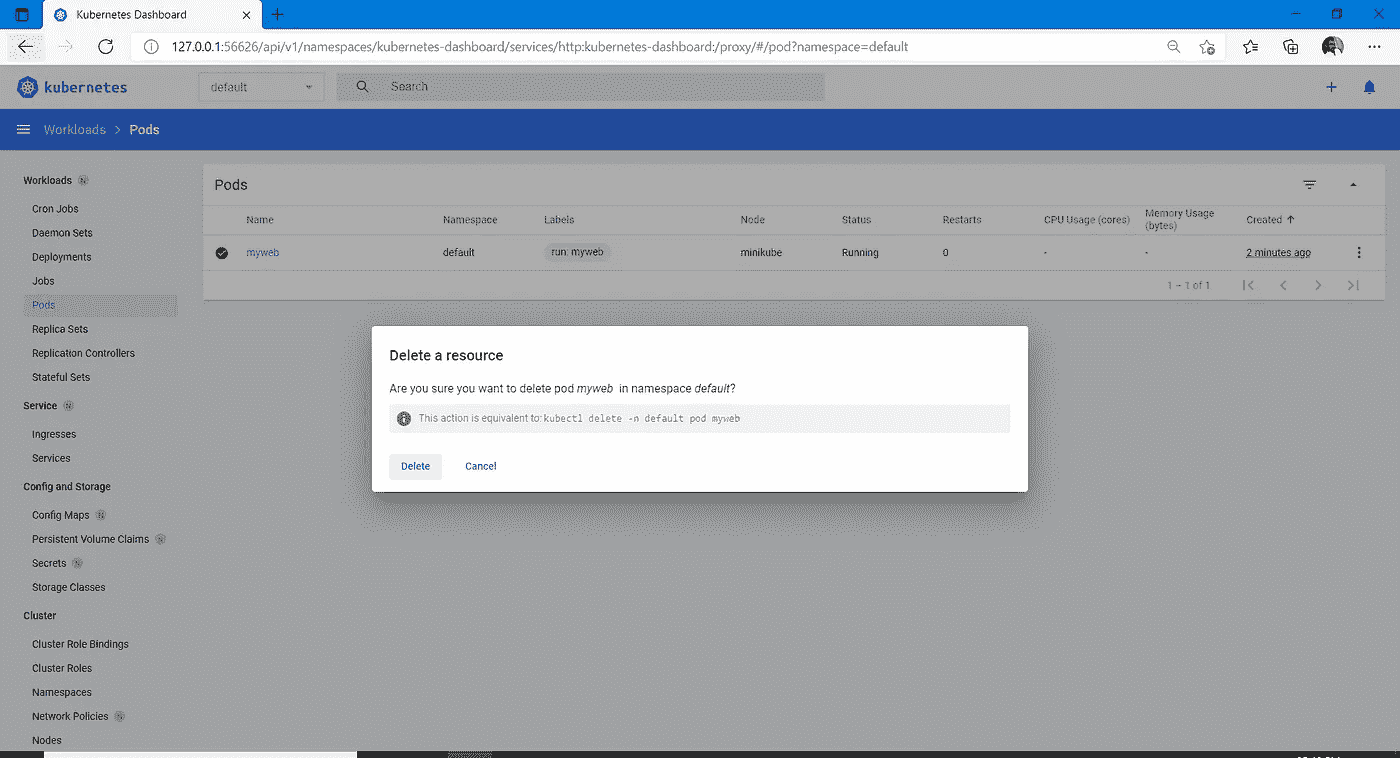 Kubernetes Dashboard
127.0.0.1:56626/api/v1/namespaces/kubernetes-dashboard/services/http:kubernetes-dashboard:/proxy/#/pod?namespace=default
kubernetes default Search
Workloads > Pods
Workloads N
Cron Jobs
Daemon Sets
Deployments
Jobs
Pods
Replica Sets
Replication Controllers
Stateful Sets
Service N
Ingresses
Services
Config and Storage
Config Maps N
Persistent Volume Claims N
Secrets N
Storage Classes
Cluster
Cluster Role Bindings
Cluster Roles
Namespaces
Network Policies N
Nodes
Pods
Name Namespace Labels Node Status Restarts CPU Usage (cores) Memory Usage (bytes) Created
myweb default run: myweb minikube Running 0 - - 2 minutes ago
1 – 1 of 1
Delete a resource
Are you sure you want to delete pod myweb in namespace default?
This action is equivalent to: kubectl delete -n default pod myweb
Delete Cancel